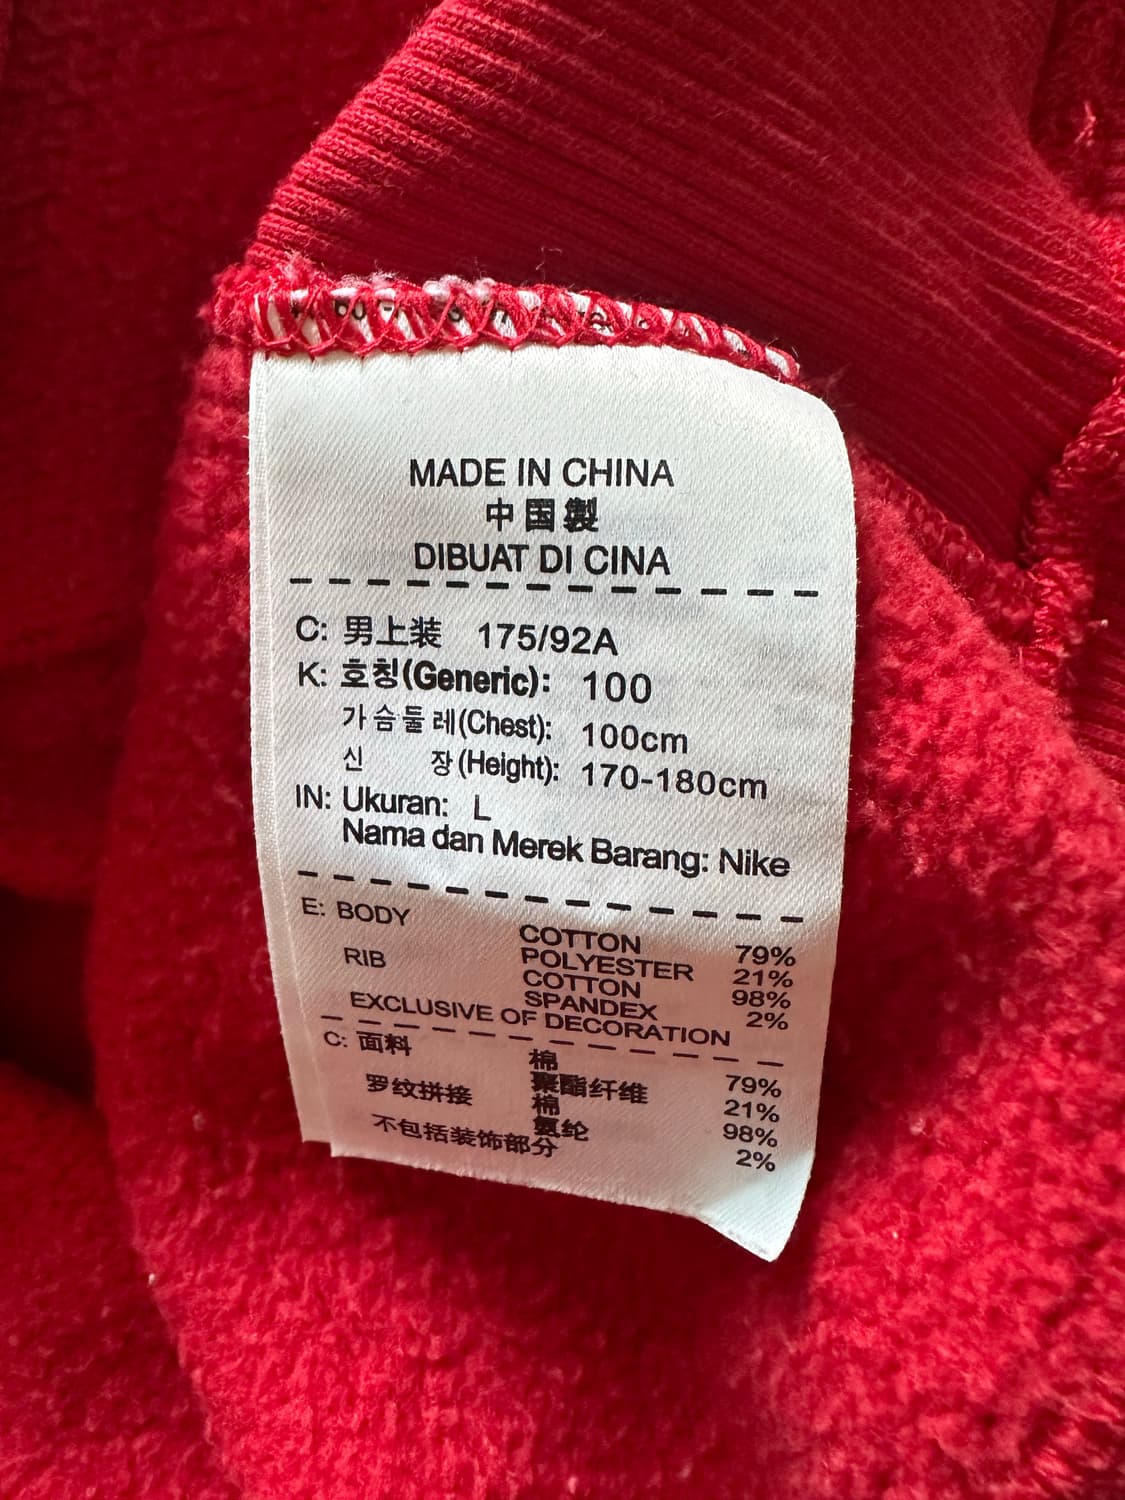 MADE IN CHINA
中国製
DIBUAT DI CINA
C: 男上装 175/92A
K: 호칭(Generic): 100
가슴둘레(Chest): 100cm
신 장(Height): 170-180cm
IN: Ukuran: L
Nama dan Merek Barang: Nike
E: BODY COTTON 79%
POLYESTER 21%
RIB COTTON 98%
SPANDEX 2%
EXCLUSIVE OF DECORATION
C: 面料 棉 79%
聚酯纤维 21%
罗纹拼接 棉 98%
氨纶 2%
不包括装饰部分